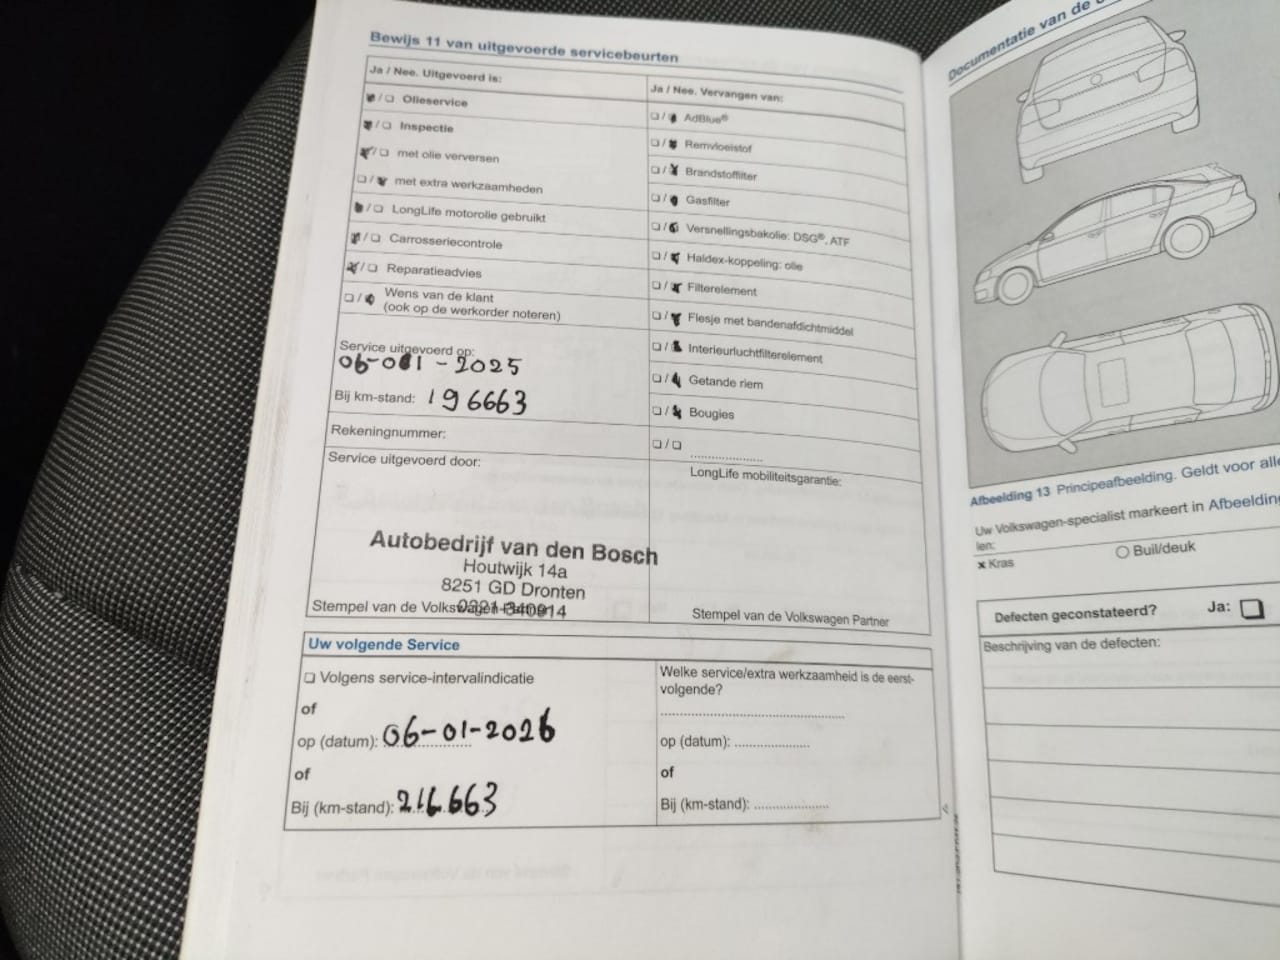 Bewijs 11 van uitgevoerde servicebeurten
Ja / Nee. Uitgevoerd is:
/ ❑ Olieservice
/ ❑ Inspectie
/ ❑ met olie verversen
❑ / met extra werkzaamheden
/ ❑ LongLife motorolie gebruikt
/ ❑ Carrosseriecontrole
/ ❑ Reparatieadvies
❑ / Wens van de klant
(ook op de werkorder noteren)
Service uitgevoerd op:
06-01-2025
Bij km-stand: 196663
Rekeningnummer:
Service uitgevoerd door:
Autobedrijf van den Bosch
Houtwijk 14a
8251 GD Dronten
0321-340914
Stempel van de Volkswagen Partner
Ja / Nee. Vervangen van:
❑ / AdBlue®
❑ / Remvloeistof
❑ / Brandstoffilter
❑ / Gasfilter
❑ / Versnellingsbakolie: DSG®, ATF
❑ / Haldex-koppeling: olie
❑ / Filterelement
❑ / Flesje met bandenafdichtmiddel
❑ / Interieurluchtfilterelement
❑ / Getande riem
❑ / Bougies
❑ / ❑ ....................
LongLife mobiliteitsgarantie:
Stempel van de Volkswagen Partner
Uw volgende Service
❑ Volgens service-intervalindicatie
of
op (datum): 06-01-2026
of
Bij (km-stand): 216.663
Welke service/extra werkzaamheid is de eerst-
volgende?
..................................................
op (datum): ....................
of
Bij (km-stand): ....................
Documentatie van de
Afbeelding 13 Principeafbeelding. Geldt voor alle
Uw Volkswagen-specialist markeert in Afbeelding
len:
x Kras
○ Buil/deuk
Defecten geconstateerd? Ja: ❑
Beschrijving van de defecten: